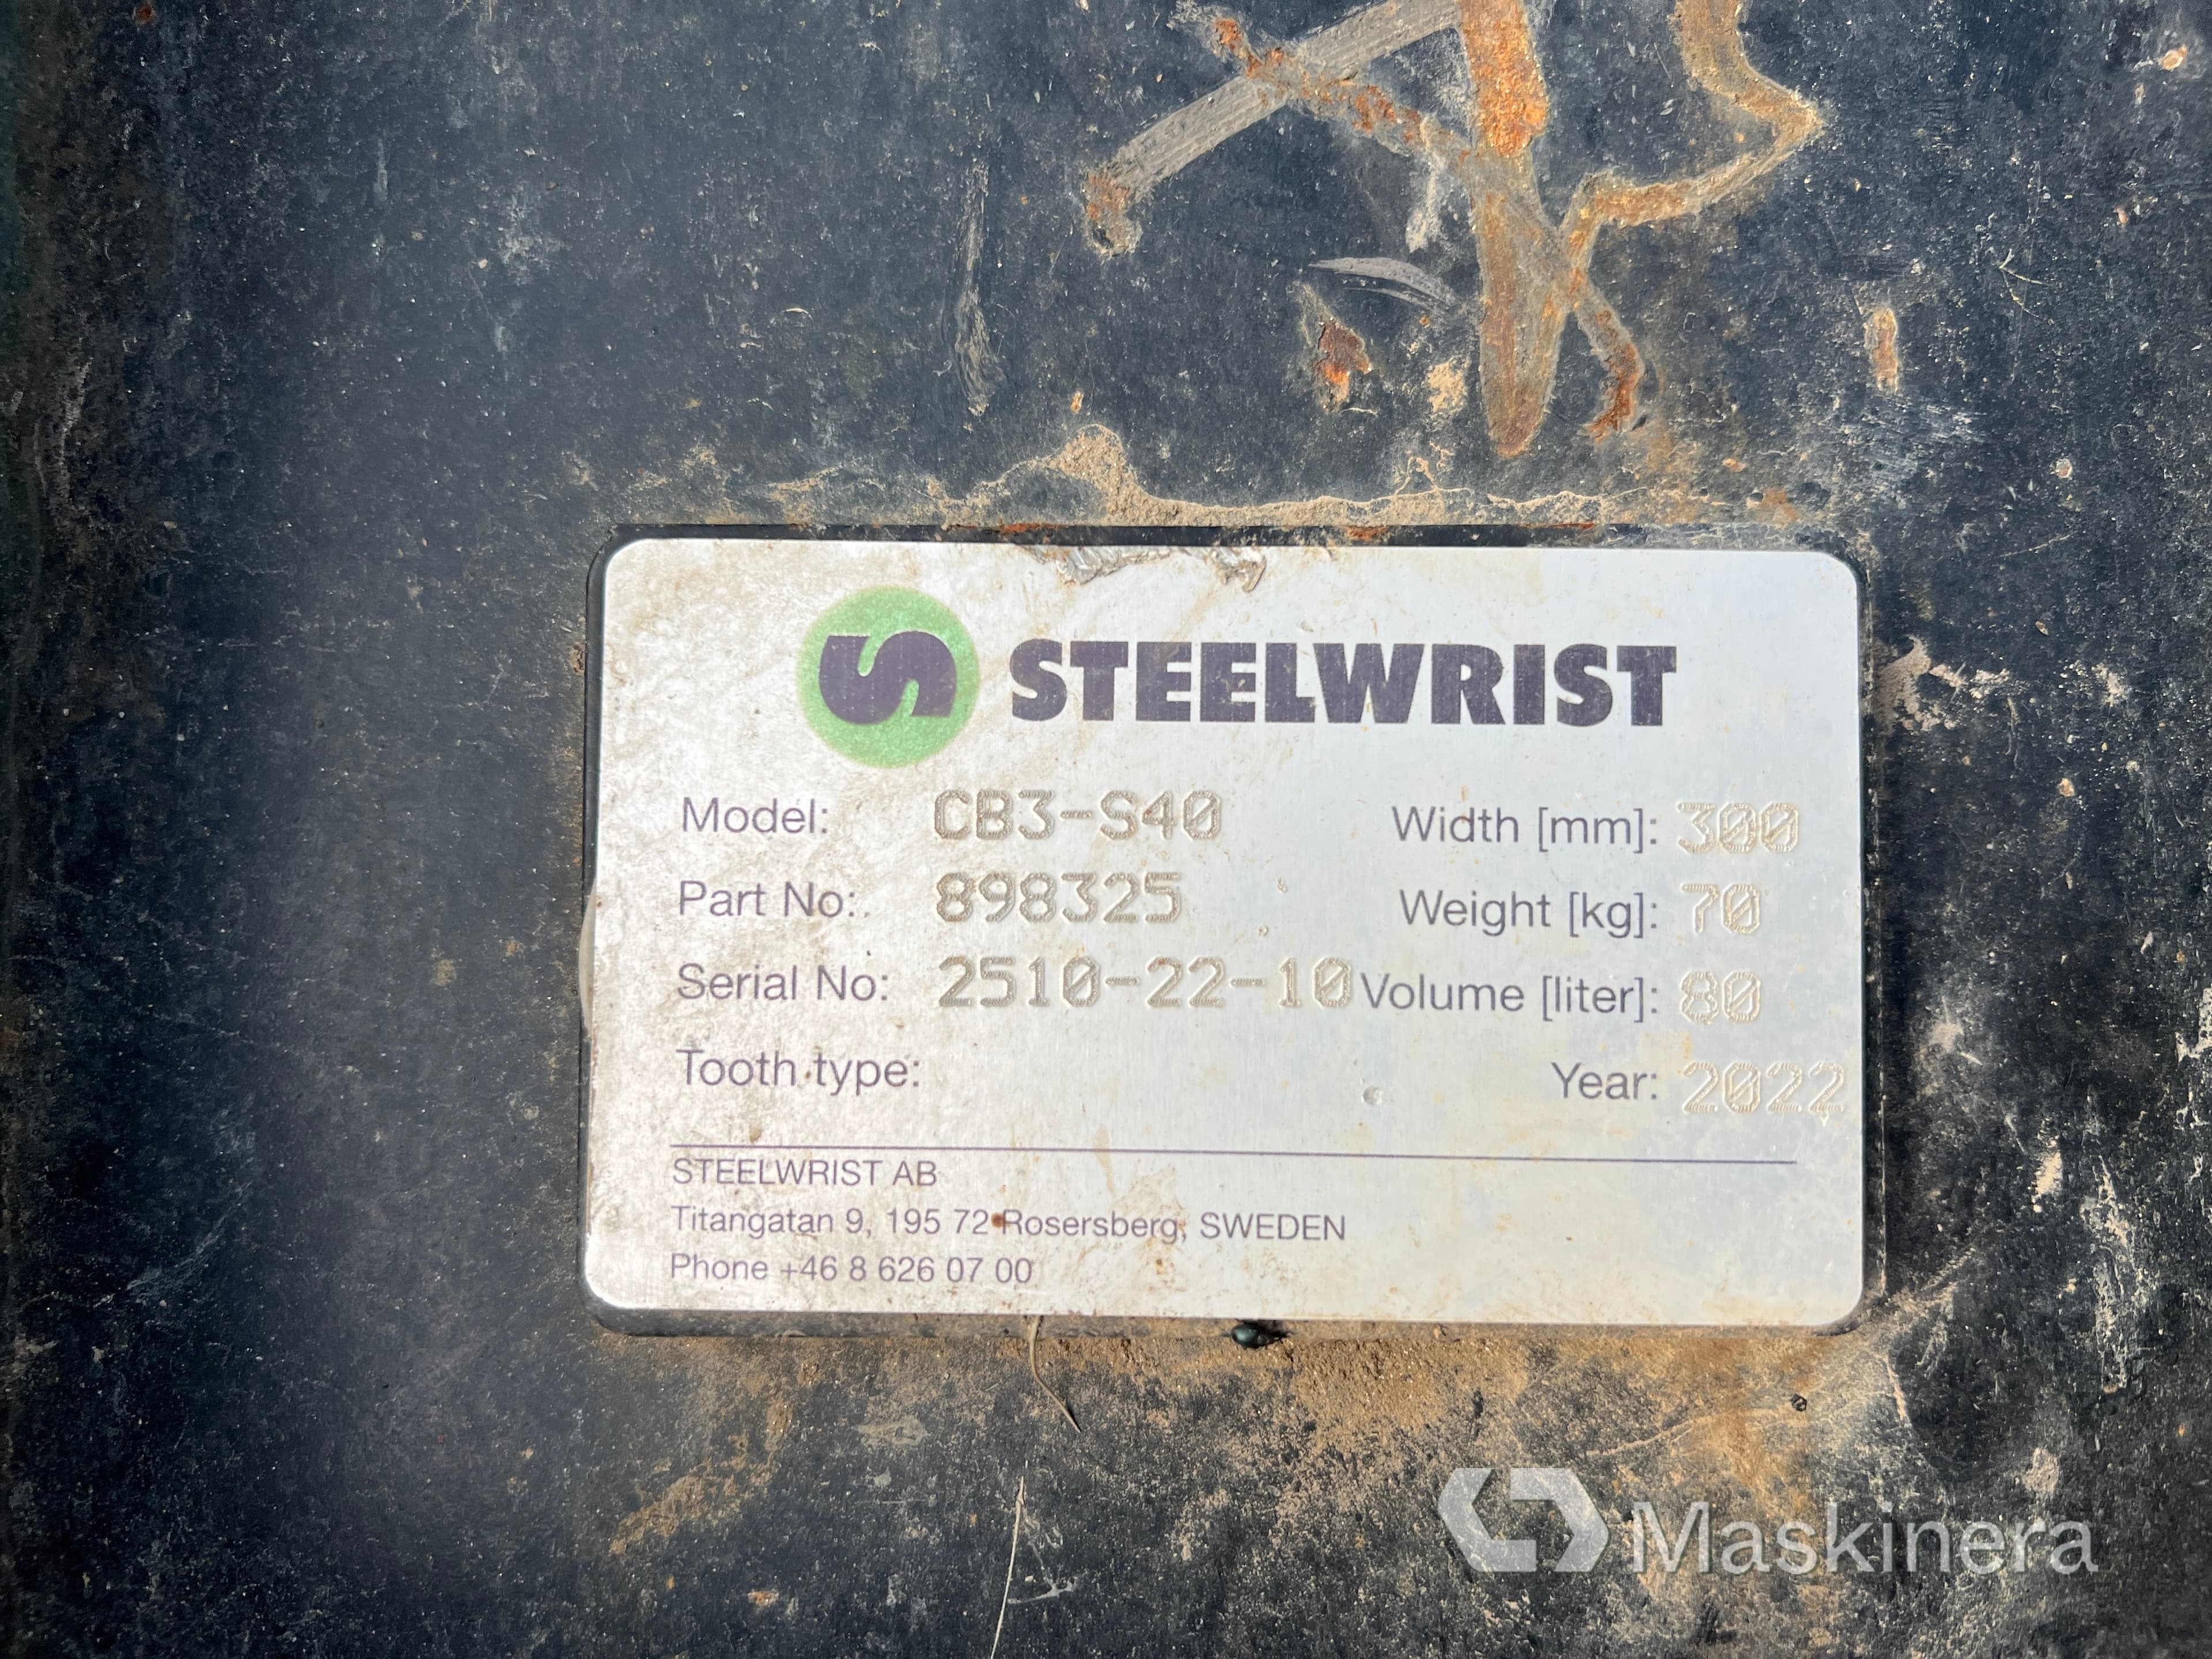 STEELWRIST
Model: CB3-S40 Width [mm]: 300
Part No: 898325 Weight [kg]: 70
Serial No: 2510-22-10 Volume [liter]: 80
Tooth type: Year: 2022
STEELWRIST AB
Titangatan 9, 195 72 Rosersberg, SWEDEN
Phone +46 8 626 07 00
Maskinera